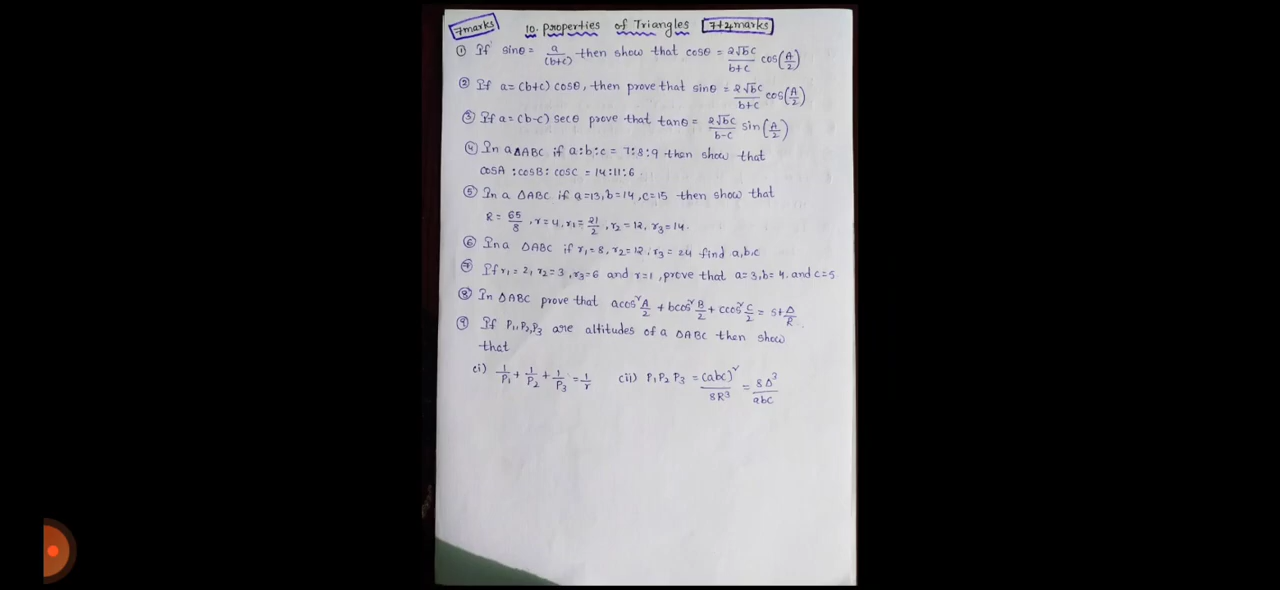 7marks 10. Properties of Triangles 7+4marks
① If sinθ = a/(b+c) then show that cosθ = 2√bc/b+c cos(A/2)
② If a = (b+c) cosθ, then prove that sinθ = 2√bc/b+c cos(A/2)
③ If a = (b-c) secθ prove that tanθ = 2√bc/b-c sin(A/2)
④ In a ΔABC if a:b:c = 7:8:9 then show that
cosA : cosB : cosC = 14:11:6
⑤ In a ΔABC if a=13, b=14, c=15 then show that
R = 65/8, r=4, r1= 21/2, r2 = 12, r3=14.
⑥ In a ΔABC if r1=8, r2=12, r3= 24 find a,b,c
⑦ If r1=2, r2=3, r3=6 and r=1, prove that a=3, b=4. and c=5
⑧ In ΔABC prove that acos²A/2 + bcos²B/2 + ccos²C/2 = s+Δ/R
⑨ If P1, P2, P3 are altitudes of a ΔABC then show
that
(i) 1/P1 + 1/P2 + 1/P3 = 1/r (ii) P1 P2 P3 = (abc)²/8R³ = 8Δ³/abc